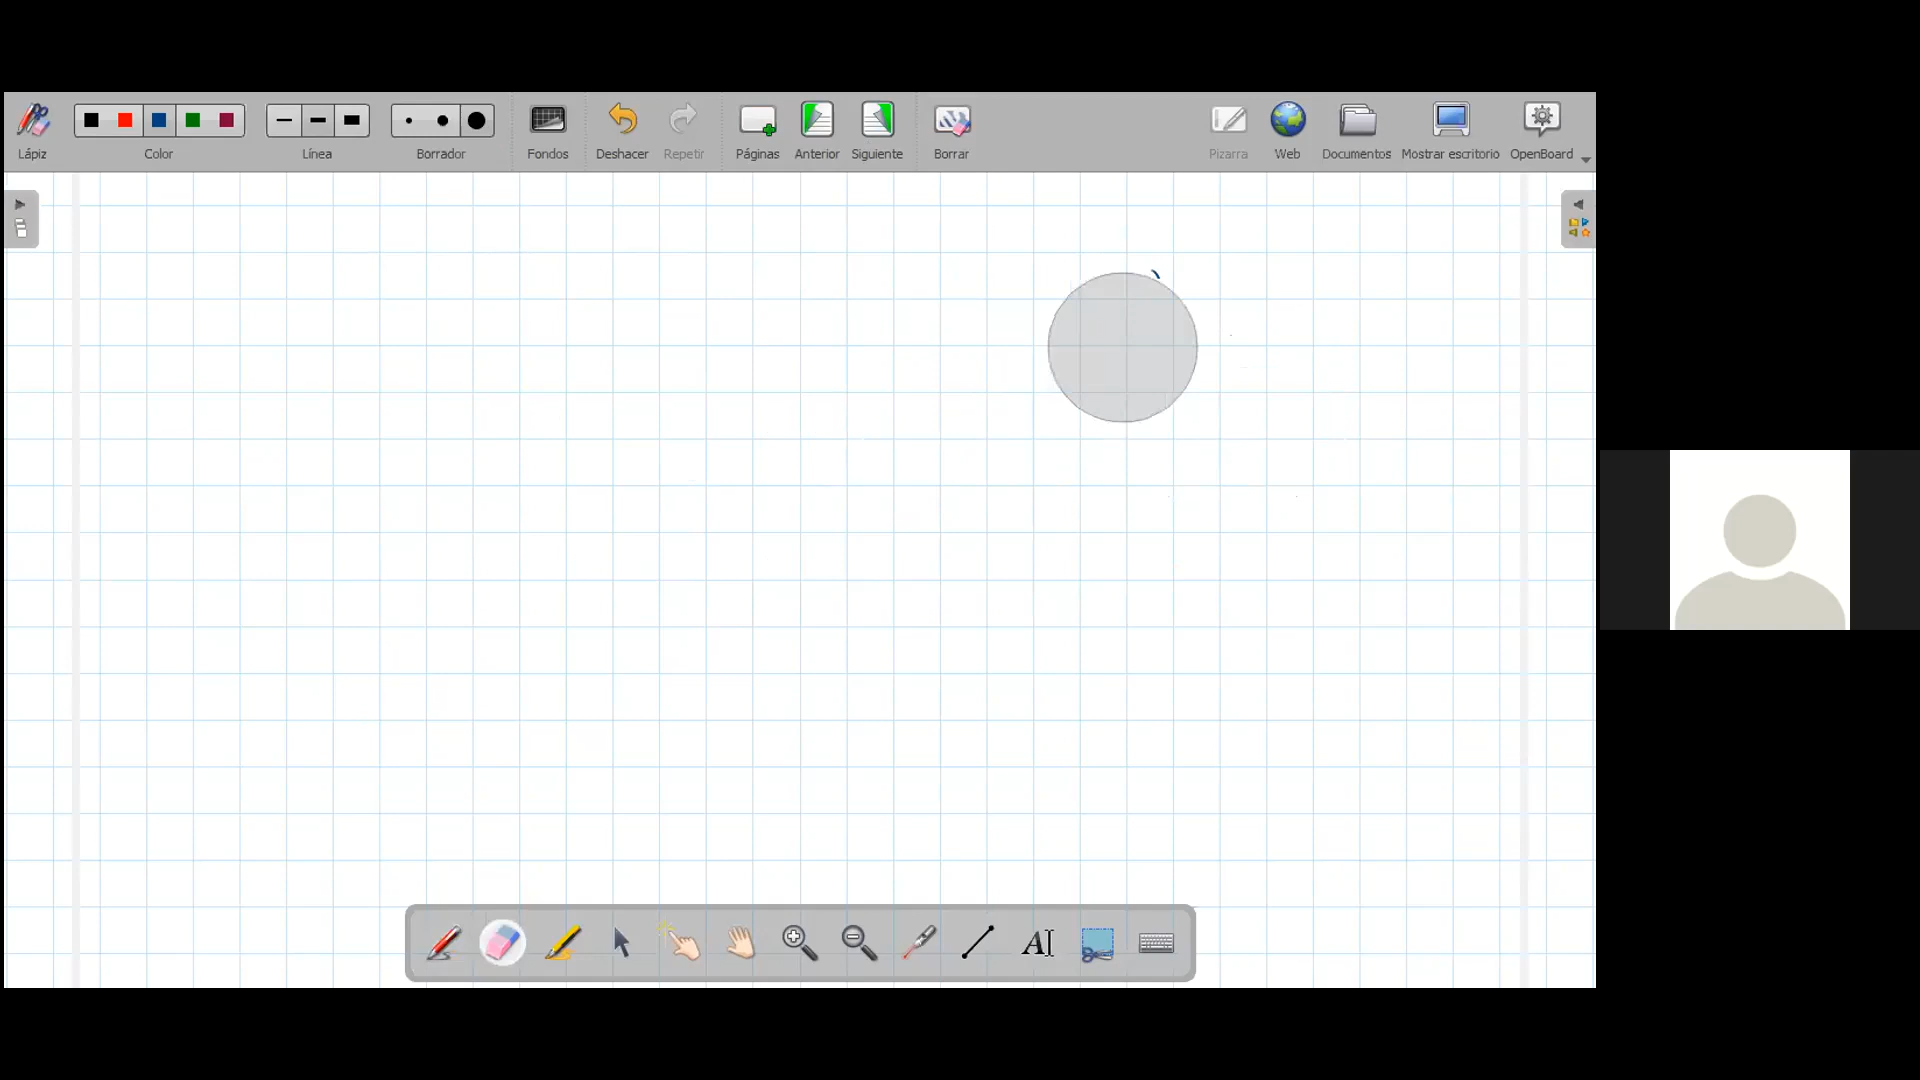 Lápiz
Color
Línea
Borrador
Fondos
Deshacer
Repetir
Páginas
Anterior
Siguiente
Borrar
Pizarra
Web
Documentos
Mostrar escritorio
OpenBoard
A